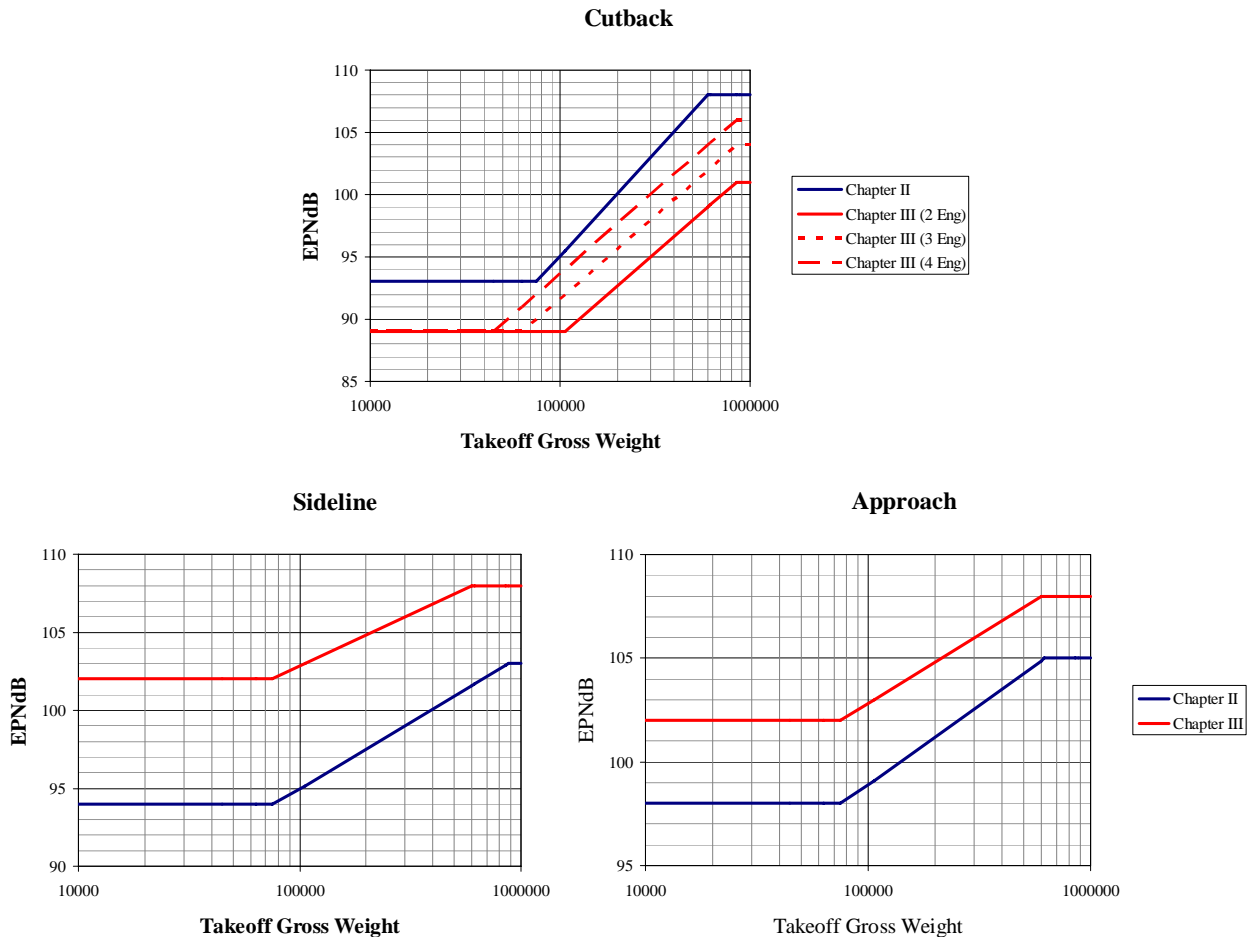 Cutback
110
105
100
95
90
85
EPNdB
10000 100000 1000000
Takeoff Gross Weight
Chapter II
Chapter III (2 Eng)
Chapter III (3 Eng)
Chapter III (4 Eng)
Sideline
110
105
100
95
90
EPNdB
10000 100000 1000000
Takeoff Gross Weight
Approach
110
105
100
95
EPNdB
10000 100000 1000000
Takeoff Gross Weight
Chapter II
Chapter III